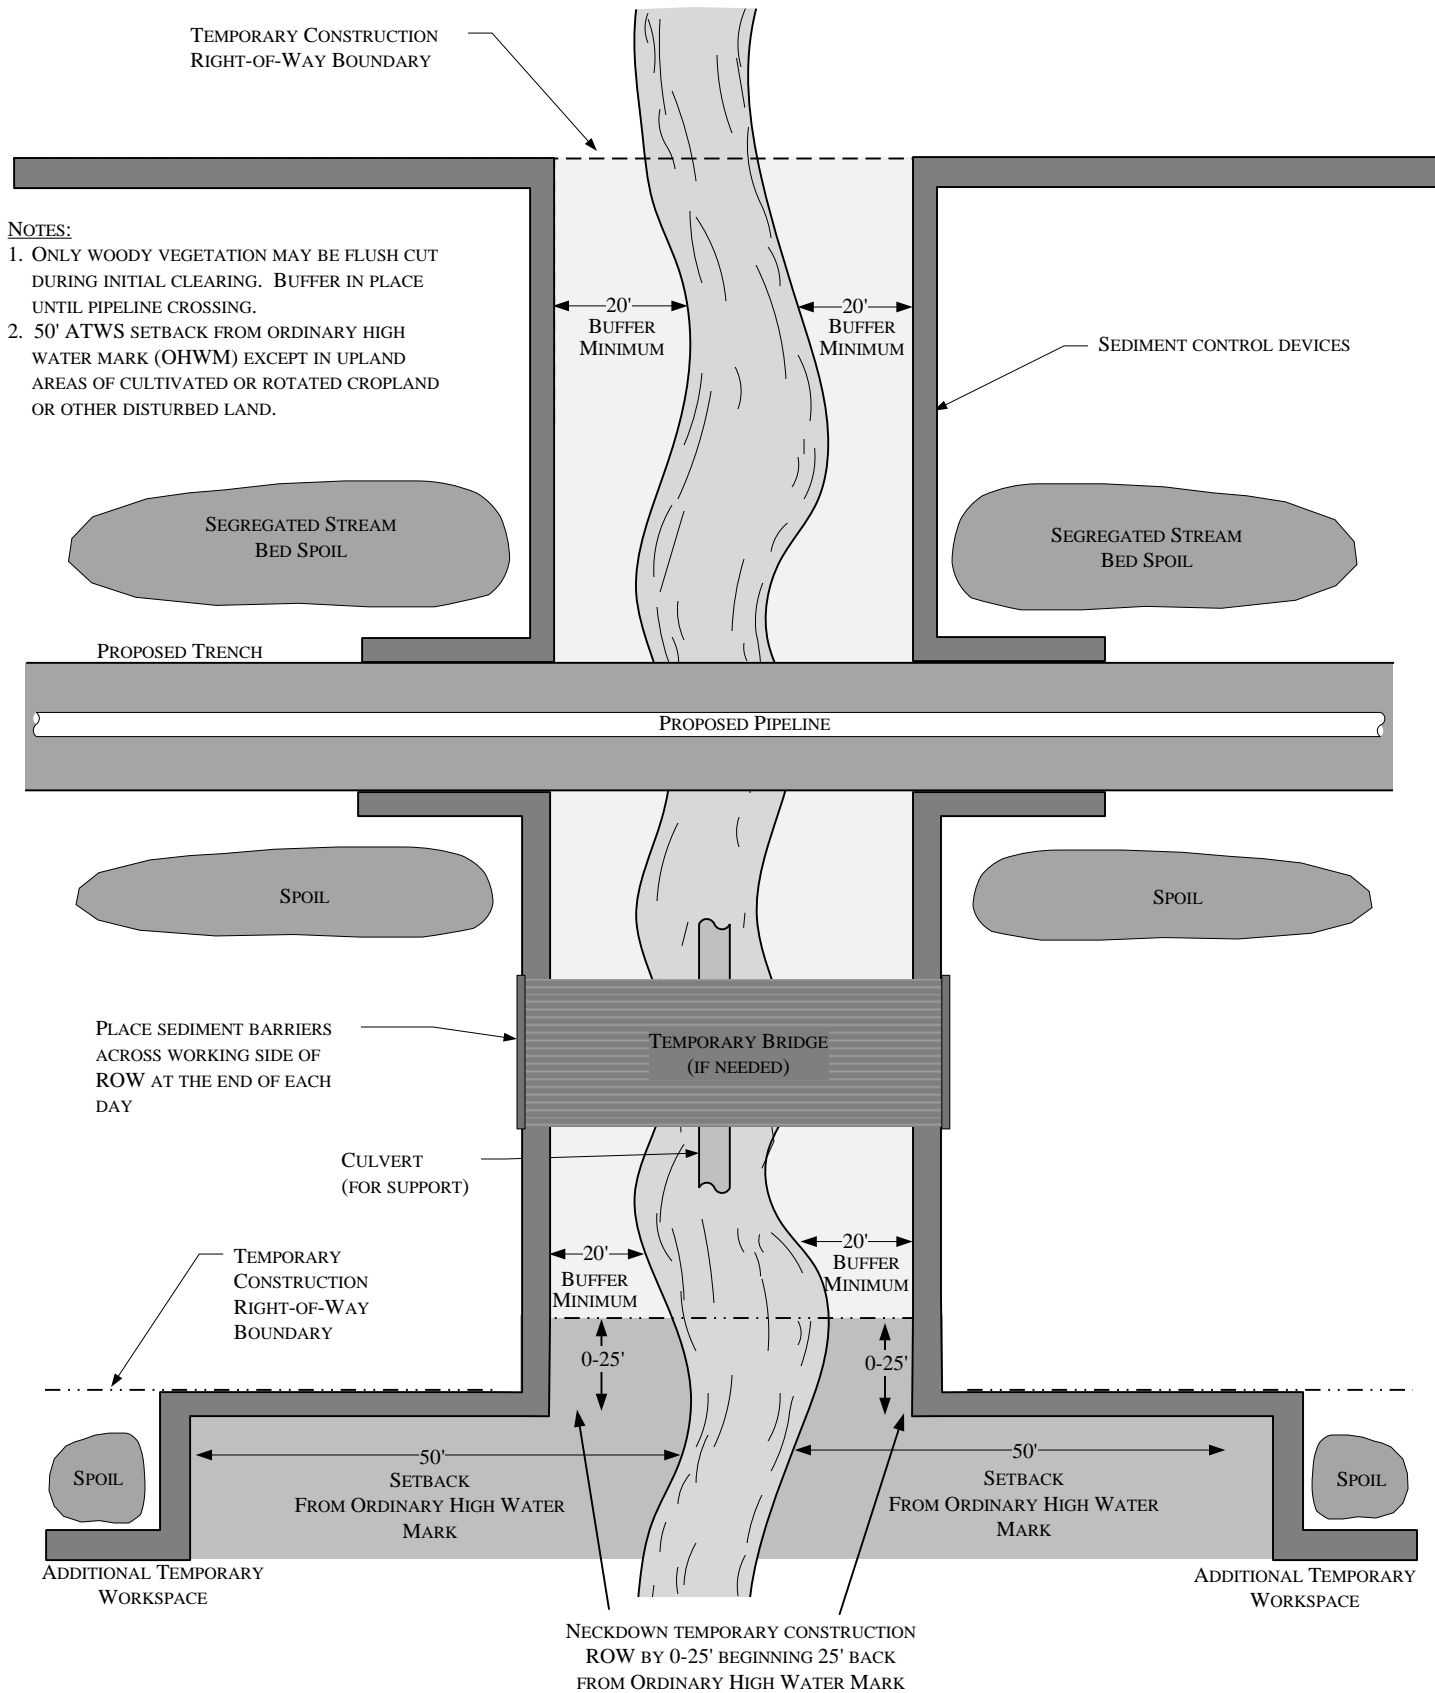 TEMPORARY CONSTRUCTION
RIGHT-OF-WAY BOUNDARY
NOTES:
1. ONLY WOODY VEGETATION MAY BE FLUSH CUT
DURING INITIAL CLEARING. BUFFER IN PLACE
UNTIL PIPELINE CROSSING.
2. 50' ATWS SETBACK FROM ORDINARY HIGH
WATER MARK (OHWM) EXCEPT IN UPLAND
AREAS OF CULTIVATED OR ROTATED CROPLAND
OR OTHER DISTURBED LAND.
20'
BUFFER
MINIMUM
20'
BUFFER
MINIMUM
SEDIMENT CONTROL DEVICES
SEGREGATED STREAM
BED SPOIL
SEGREGATED STREAM
BED SPOIL
PROPOSED TRENCH
PROPOSED PIPELINE
SPOIL
SPOIL
PLACE SEDIMENT BARRIERS
ACROSS WORKING SIDE OF
ROW AT THE END OF EACH
DAY
TEMPORARY BRIDGE
(IF NEEDED)
CULVERT
(FOR SUPPORT)
TEMPORARY
CONSTRUCTION
RIGHT-OF-WAY
BOUNDARY
20'
BUFFER
MINIMUM
20'
BUFFER
MINIMUM
0-25'
0-25'
50'
SETBACK
FROM ORDINARY HIGH WATER
MARK
50'
SETBACK
FROM ORDINARY HIGH WATER
MARK
SPOIL
SPOIL
ADDITIONAL TEMPORARY
WORKSPACE
ADDITIONAL TEMPORARY
WORKSPACE
NECKDOWN TEMPORARY CONSTRUCTION
ROW BY 0-25' BEGINNING 25' BACK
FROM ORDINARY HIGH WATER MARK